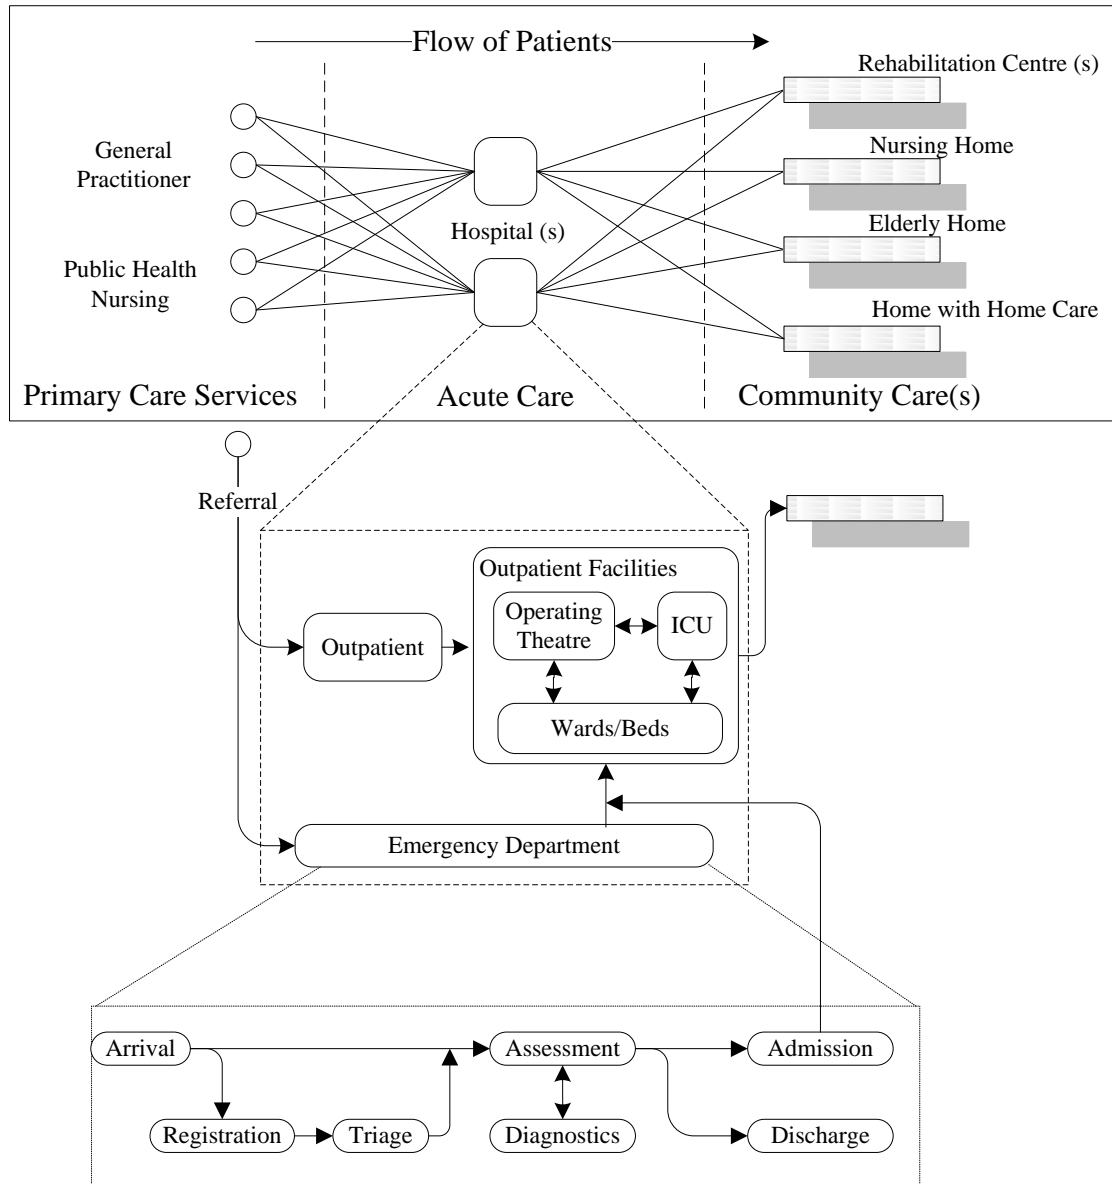 Flow of Patients
Rehabilitation Centre (s)
General
Practitioner
Nursing Home
Hospital (s)
Elderly Home
Public Health
Nursing
Home with Home Care
Primary Care Services
Acute Care
Community Care(s)
Referral
Outpatient Facilities
Operating
Theatre
ICU
Outpatient
Wards/Beds
Emergency Department
Arrival
Assessment
Admission
Registration
Triage
Diagnostics
Discharge